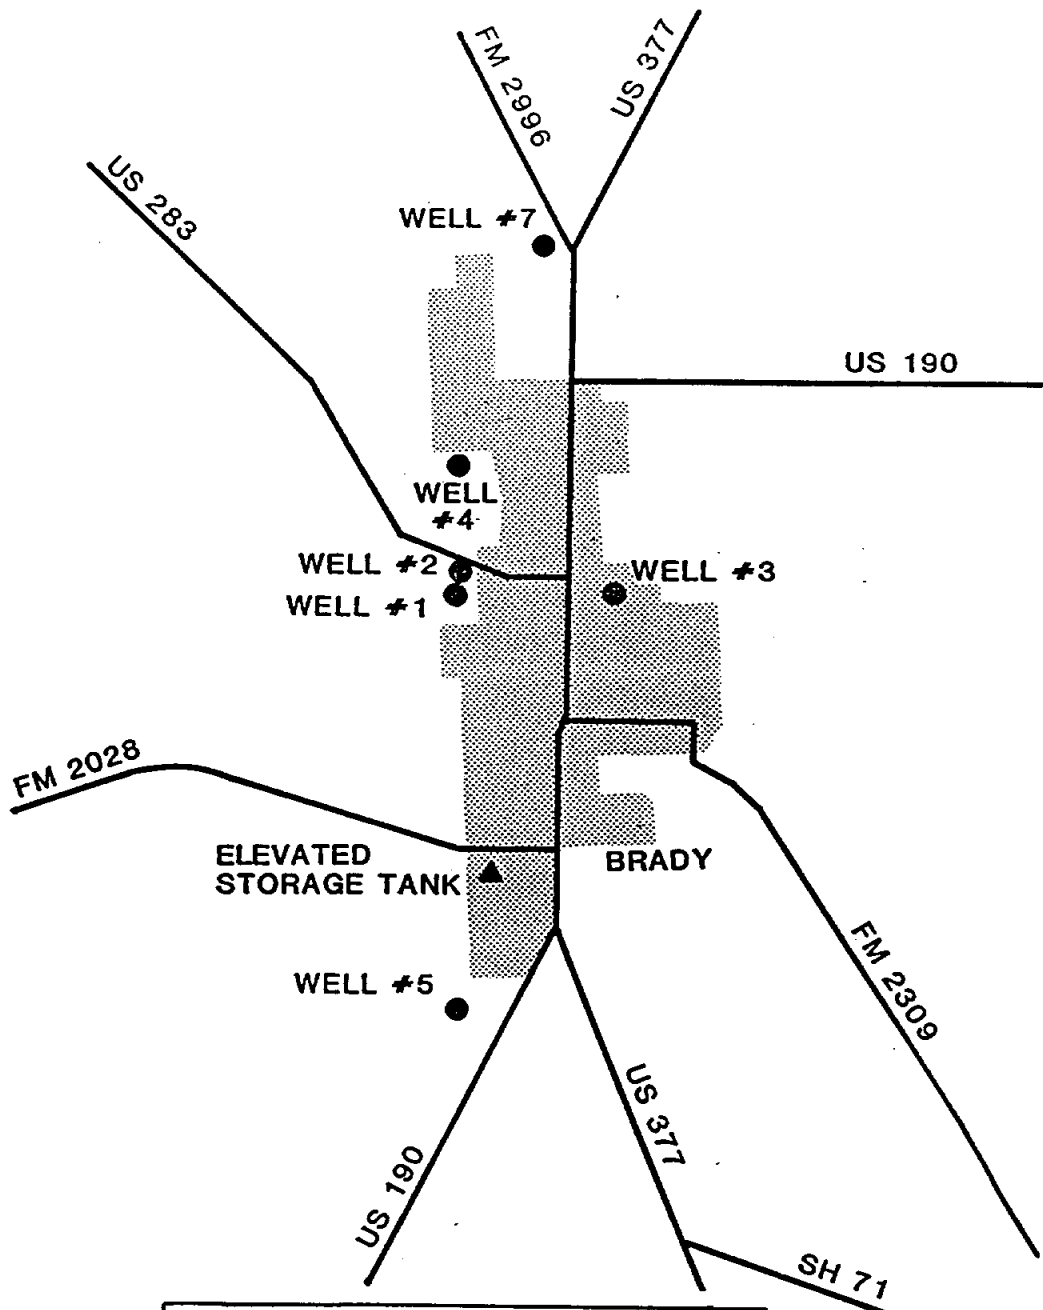 FM 2996
US 377
US 283
WELL #7
US 190
WELL
#4
WELL #2
WELL #3
WELL #1
FM 2028
ELEVATED
STORAGE TANK
BRADY
FM 2309
WELL #5
US 377
US 190
SH 71